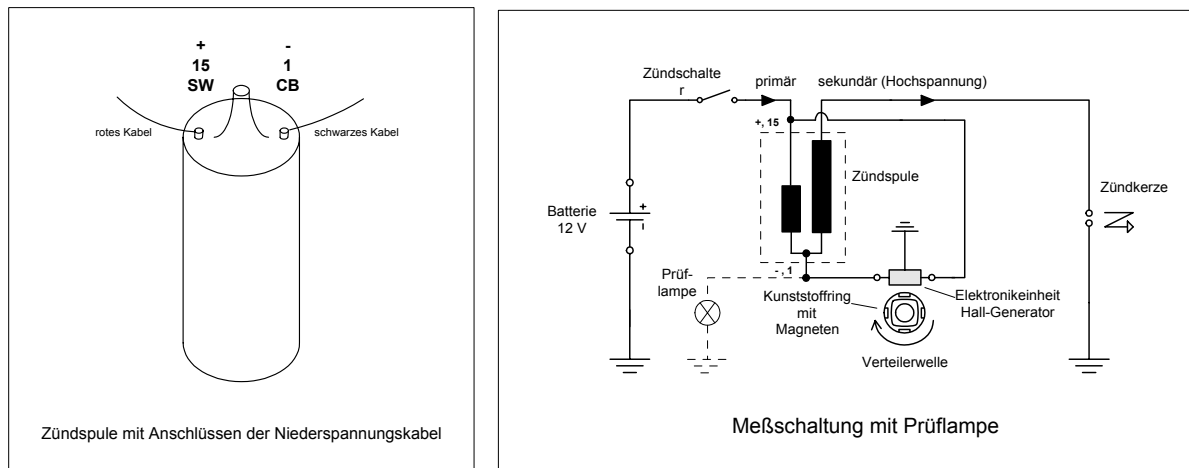 + -
15 1
SW CB
rotes Kabel schwarzes Kabel
Zündspule mit Anschlüssen der Niederspannungskabel
Zündschalte
r
primär sekundär (Hochspannung)
+, 15
Zündspule
Zündkerze
Batterie
12 V
+
-
- , 1
Prüf-
lampe
Kunststoffring
mit
Magneten
Elektronikeinheit
Hall-Generator
Verteilerwelle
Meßschaltung mit Prüflampe